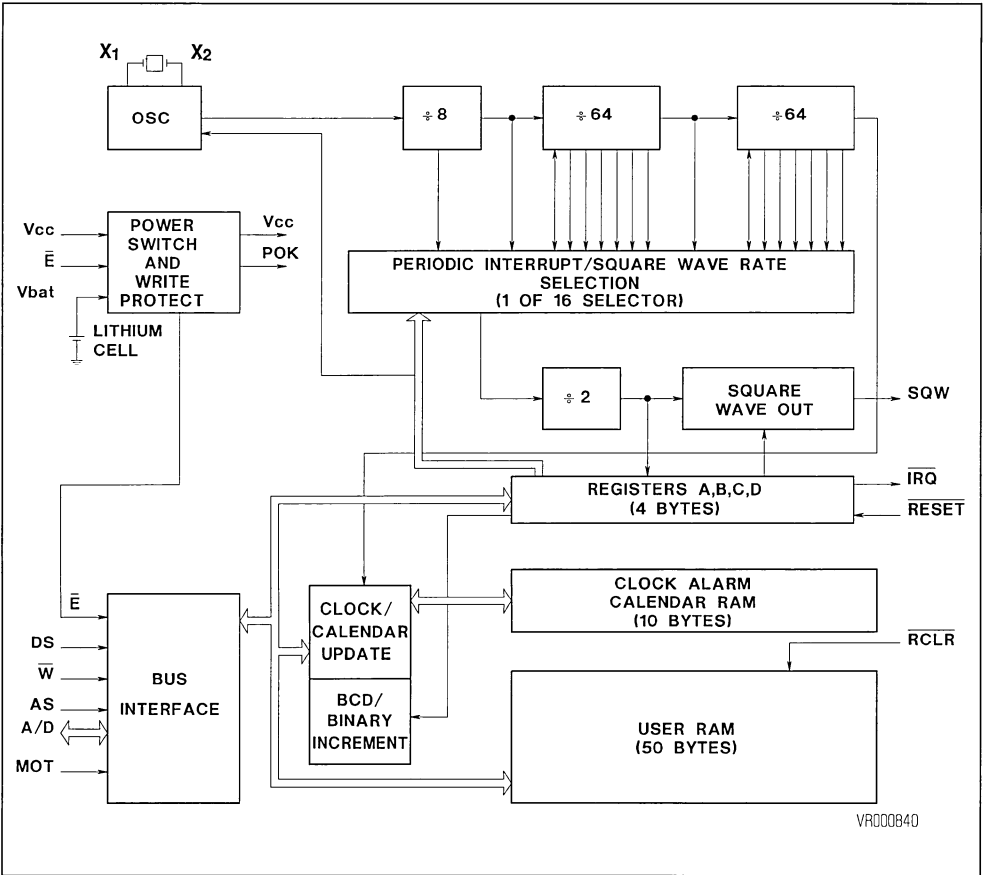 X1 X2
OSC
÷8
÷64
÷64
Vcc
E̅
Vbat
POWER
SWITCH
AND
WRITE
PROTECT
Vcc
POK
LITHIUM
CELL
PERIODIC INTERRUPT/SQUARE WAVE RATE
SELECTION
(1 OF 16 SELECTOR)
÷2
SQUARE
WAVE OUT
SQW
REGISTERS A,B,C,D
(4 BYTES)
I̅R̅Q̅
R̅E̅S̅E̅T̅
E̅
DS
W̅
AS
A/D
MOT
BUS
INTERFACE
CLOCK/
CALENDAR
UPDATE
BCD/
BINARY
INCREMENT
CLOCK ALARM
CALENDAR RAM
(10 BYTES)
R̅C̅L̅R̅
USER RAM
(50 BYTES)
VR000840